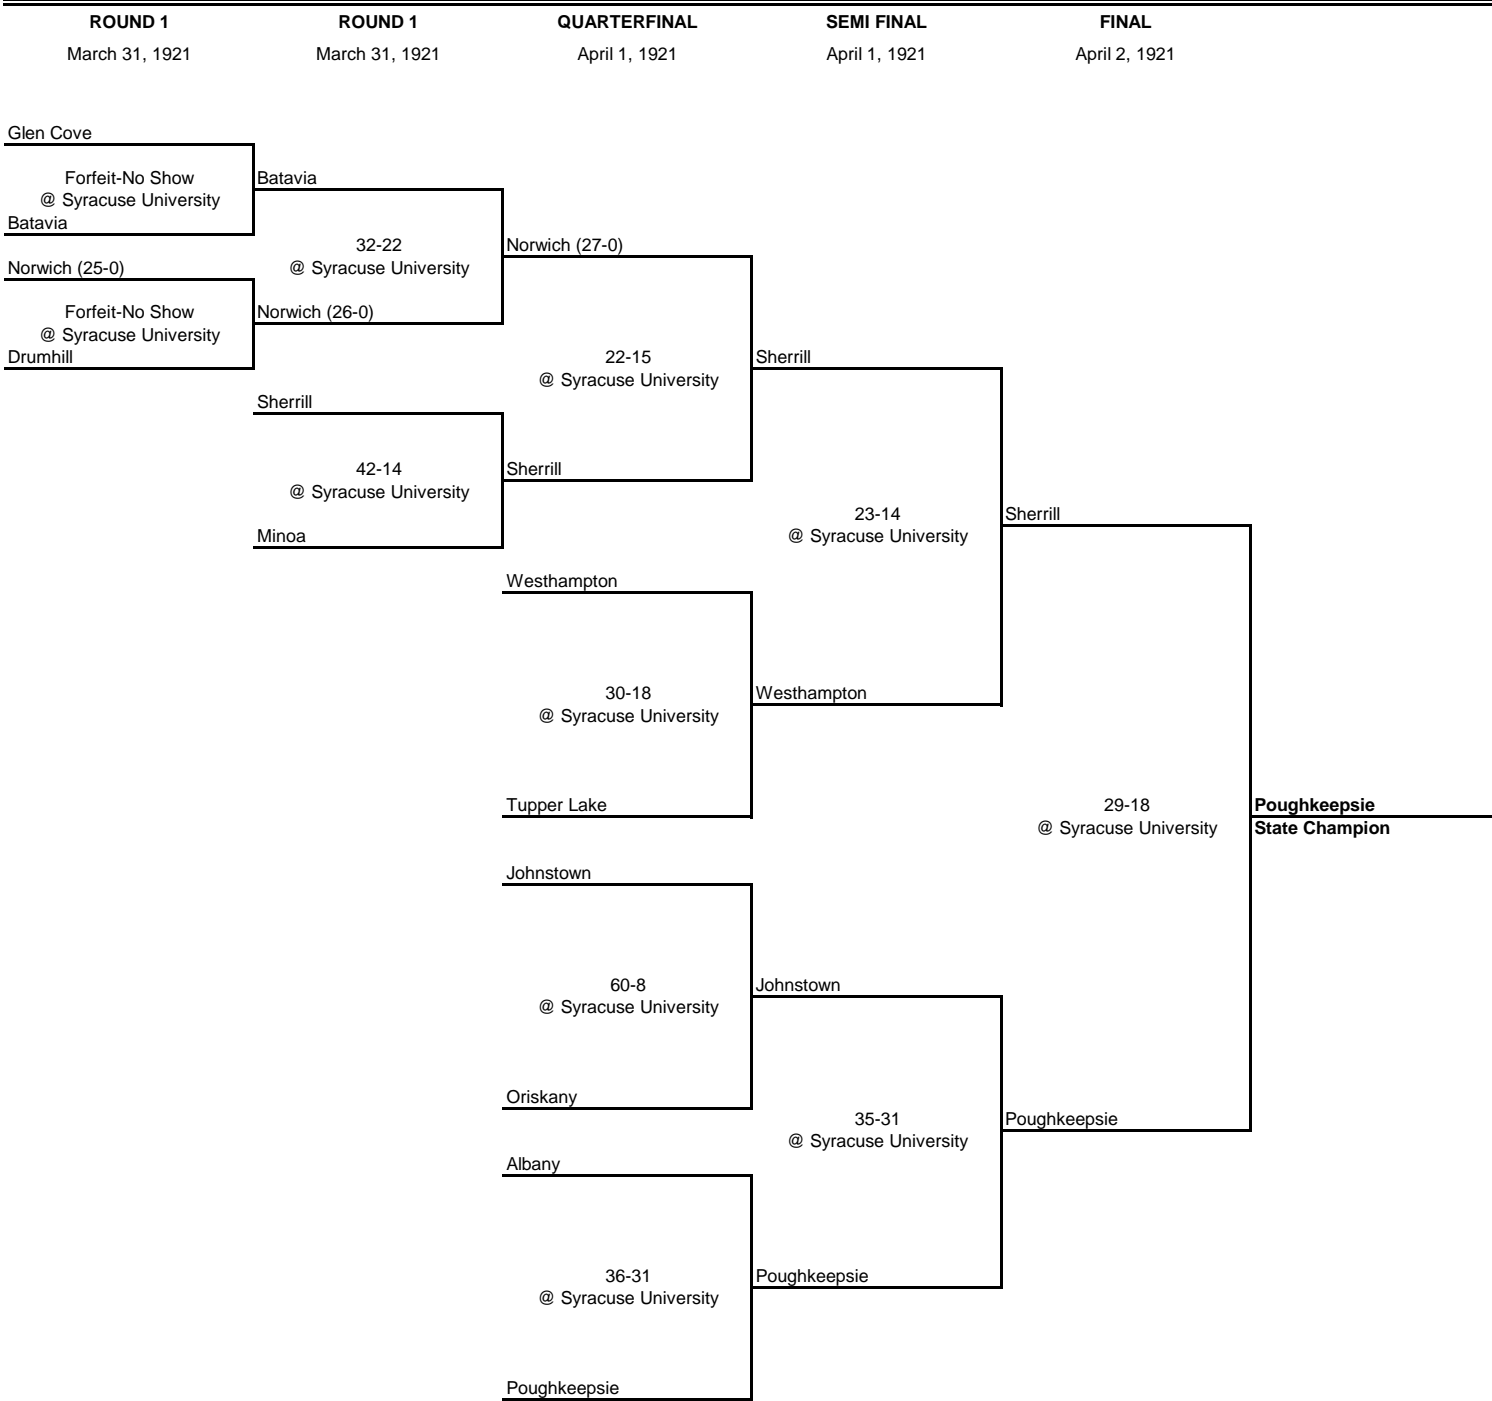 ROUND 1
March 31, 1921
ROUND 1
March 31, 1921
QUARTERFINAL
April 1, 1921
SEMI FINAL
April 1, 1921
FINAL
April 2, 1921
Glen Cove
Forfeit-No Show
@ Syracuse University
Batavia
Norwich (25-0)
Forfeit-No Show
@ Syracuse University
Drumhill
Batavia
32-22
@ Syracuse University
Norwich (26-0)
Sherrill
42-14
@ Syracuse University
Minoa
Norwich (27-0)
22-15
@ Syracuse University
Sherrill
Westhampton
30-18
@ Syracuse University
Tupper Lake
Johnstown
60-8
@ Syracuse University
Oriskany
Albany
36-31
@ Syracuse University
Poughkeepsie
Sherrill
23-14
@ Syracuse University
Westhampton
Johnstown
35-31
@ Syracuse University
Poughkeepsie
Sherrill
29-18
@ Syracuse University
Poughkeepsie
Poughkeepsie
State Champion